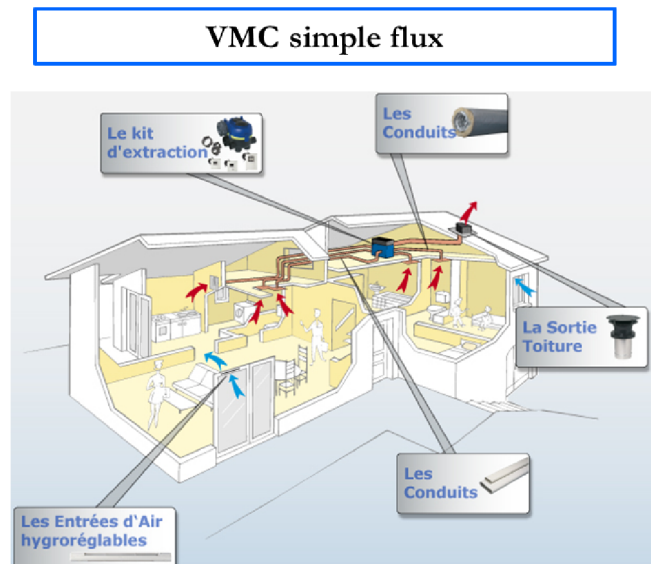 VMC simple flux
Le kit
d'extraction
Les
Conduits
La Sortie
Toiture
Les
Conduits
Les Entrées d'Air
hygroréglables